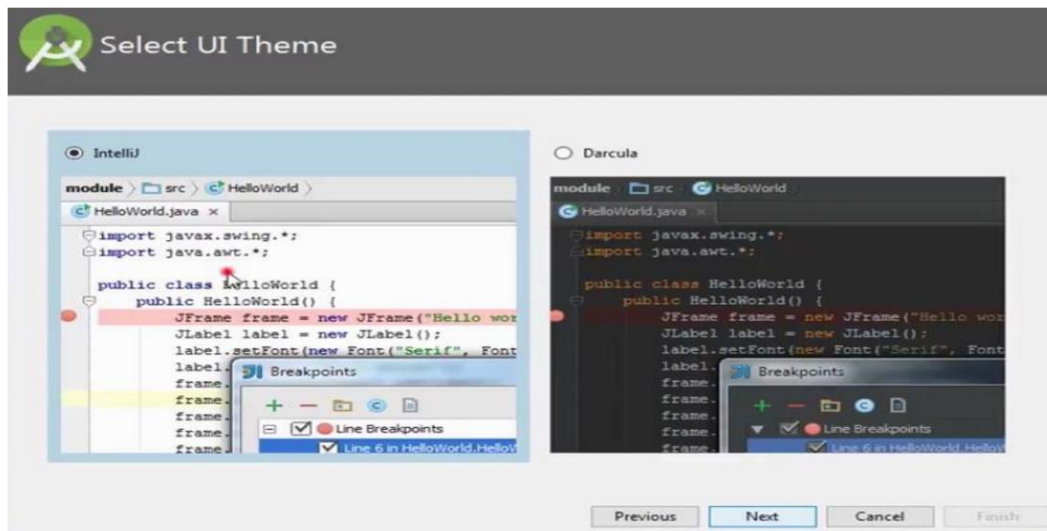 Select UI Theme
IntelliJ
module src HelloWorld
HelloWorld.java ×
import javax.swing.*;
import java.awt.*;
public class HelloWorld {
public HelloWorld() {
JFrame frame = new JFrame("Hello wor
JLabel label = new JLabel();
label.setFont(new Font("Serif", Font
label.
frame.
frame.
frame.
frame.
frame.
Breakpoints
Line Breakpoints
Line 6 in HelloWorld.HelloW
Darcula
module src HelloWorld
HelloWorld.java ×
import javax.swing.*;
import java.awt.*;
public class HelloWorld {
public HelloWorld() {
JFrame frame = new JFrame("Hello wor
JLabel label = new JLabel();
label.setFont(new Font("Serif", Font
label.
frame.
frame.
frame.
frame.
frame.
Breakpoints
Line Breakpoints
Line 6 in HelloWorld.HelloW
Previous Next Cancel Finish